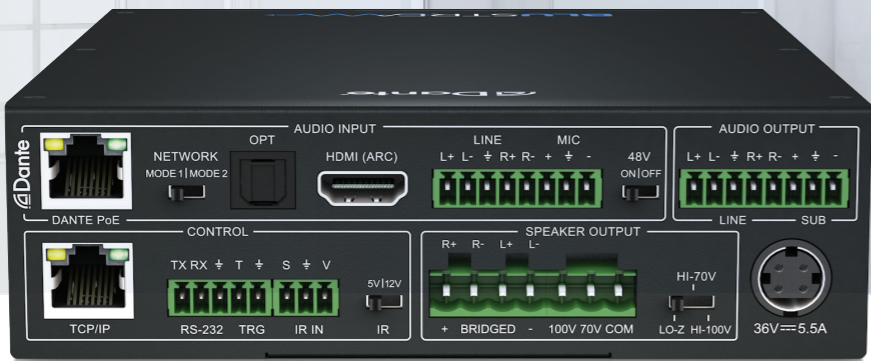 BLUSTREAM
Dante
AUDIO INPUT
AUDIO OUTPUT
Dante
NETWORK
MODE 1 | MODE 2
OPT
HDMI (ARC)
LINE
MIC
L+ L- ⏚ R+ R- + ⏚ -
48V
ON|OFF
L+ L- ⏚ R+ R- + ⏚ -
DANTE PoE
LINE
SUB
CONTROL
SPEAKER OUTPUT
TX RX ⏚ T ⏚
S ⏚ V
5V|12V
R+ R- L+ L-
HI-70V
TCP/IP
RS-232
TRG
IR IN
IR
+ BRIDGED -
100V 70V COM
LO-Z
HI-100V
36V⎓5.5A